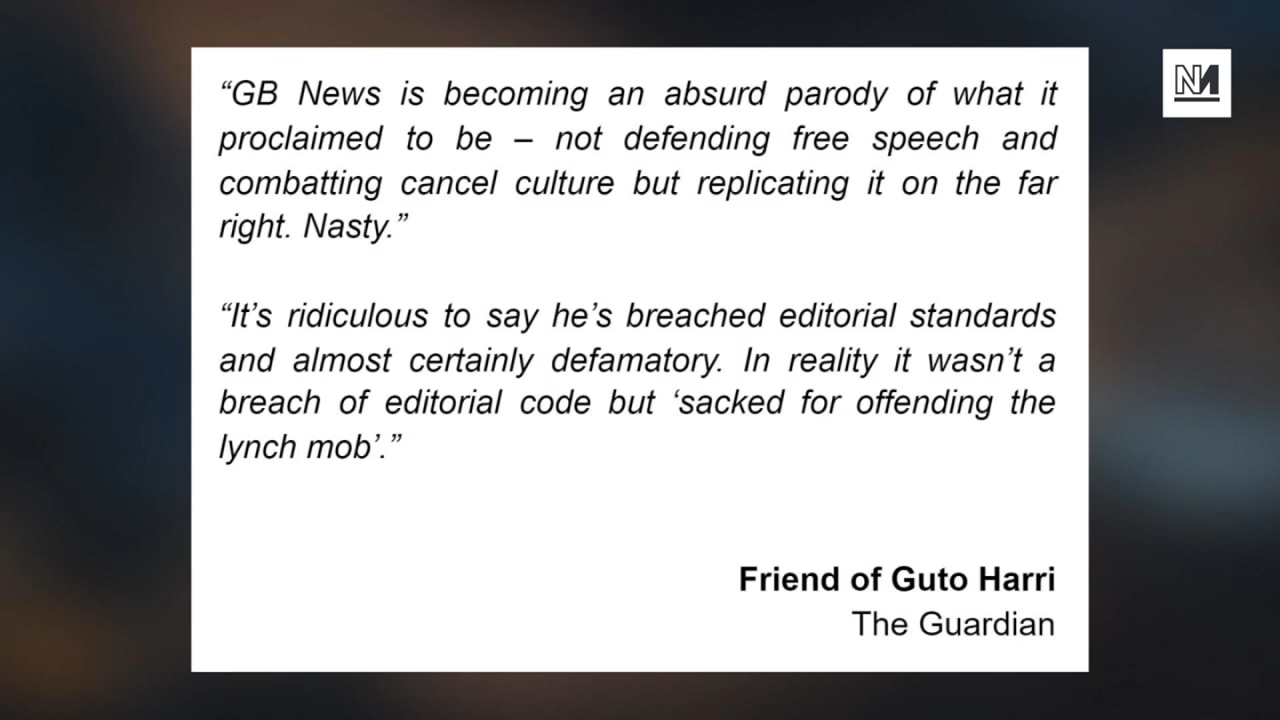 “GB News is becoming an absurd parody of what it
proclaimed to be – not defending free speech and
combatting cancel culture but replicating it on the far
right. Nasty.”
“It’s ridiculous to say he’s breached editorial standards
and almost certainly defamatory. In reality it wasn’t a
breach of editorial code but ‘sacked for offending the
lynch mob’.”
Friend of Guto Harri
The Guardian
NM